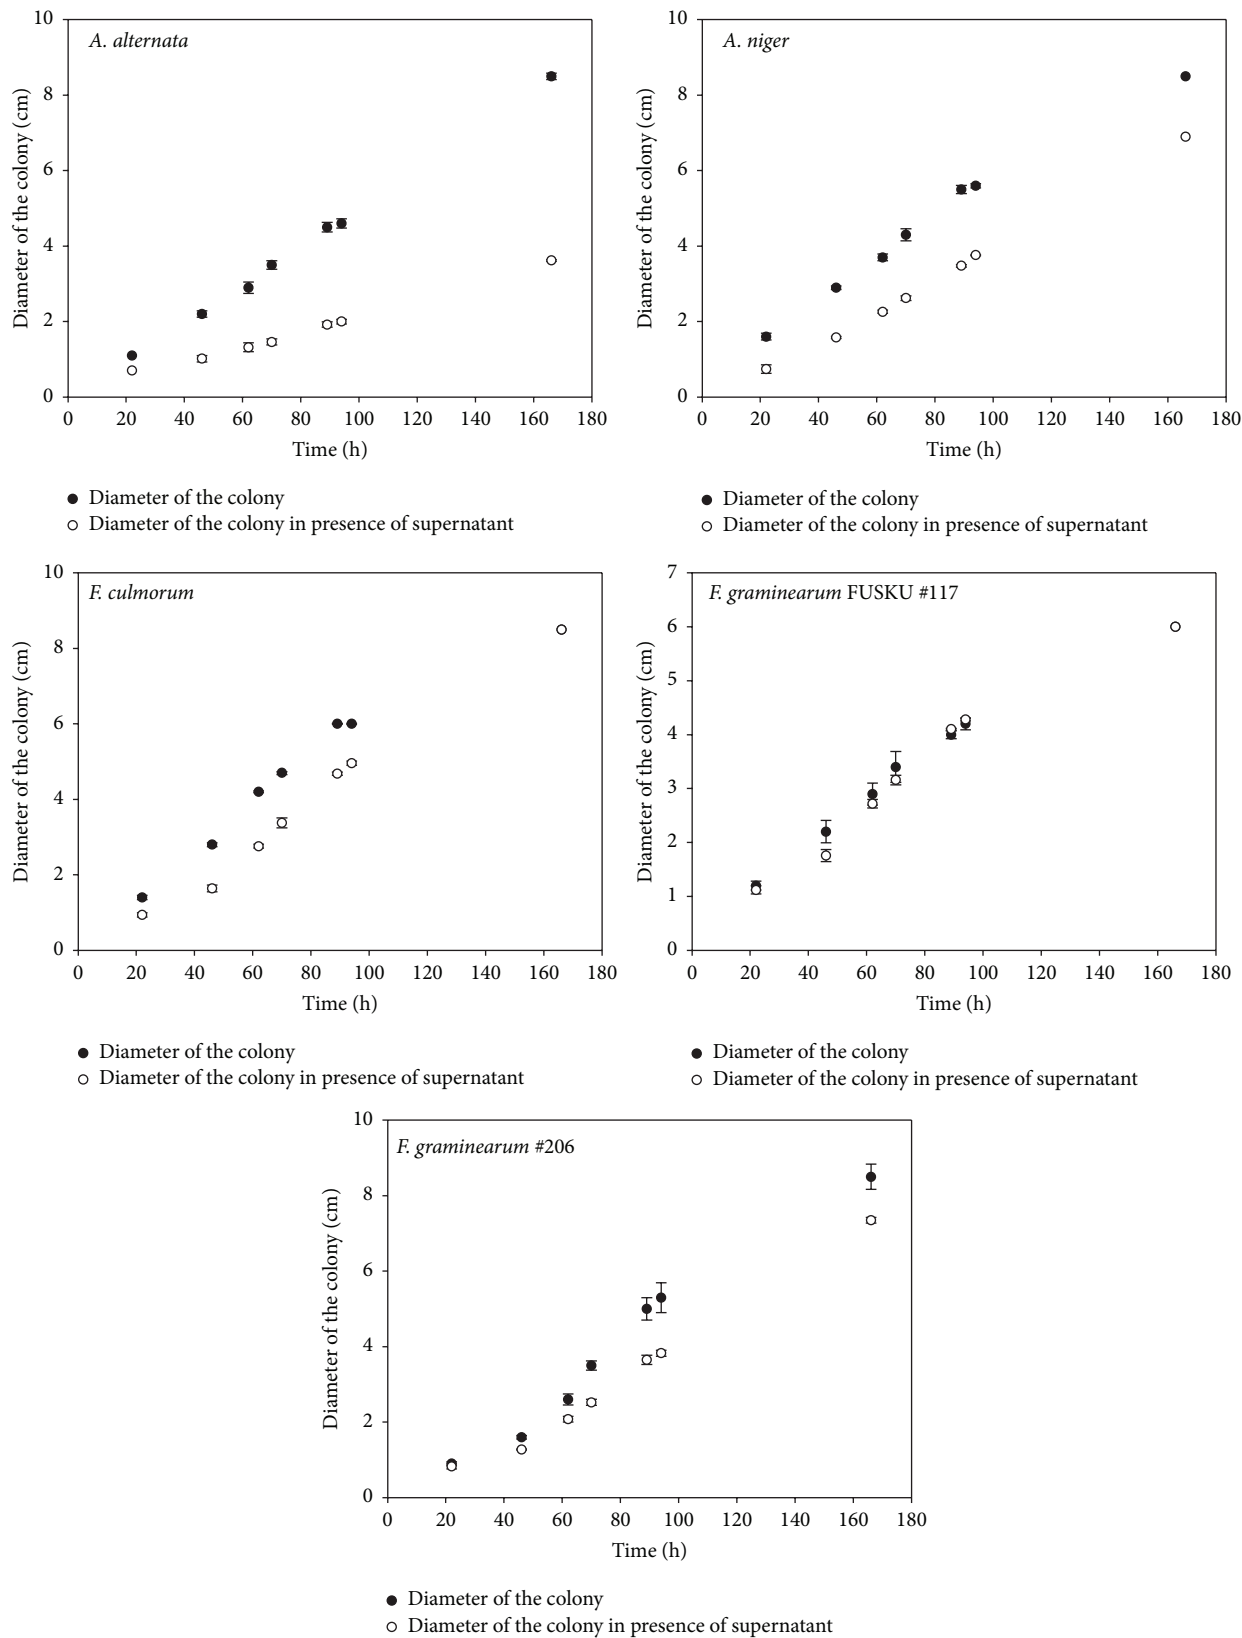 A. alternata
10
8
6
4
2
0
Diameter of the colony (cm)
0 20 40 60 80 100 120 140 160 180
Time (h)
Diameter of the colony
Diameter of the colony in presence of supernatant
A. niger
10
8
6
4
2
0
Diameter of the colony (cm)
0 20 40 60 80 100 120 140 160 180
Time (h)
Diameter of the colony
Diameter of the colony in presence of supernatant
F. culmorum
10
8
6
4
2
0
Diameter of the colony (cm)
0 20 40 60 80 100 120 140 160 180
Time (h)
Diameter of the colony
Diameter of the colony in presence of supernatant
F. graminearum FUSKU #117
7
6
5
4
3
2
1
0
Diameter of the colony (cm)
0 20 40 60 80 100 120 140 160 180
Time (h)
Diameter of the colony
Diameter of the colony in presence of supernatant
F. graminearum #206
10
8
6
4
2
0
Diameter of the colony (cm)
0 20 40 60 80 100 120 140 160 180
Time (h)
Diameter of the colony
Diameter of the colony in presence of supernatant